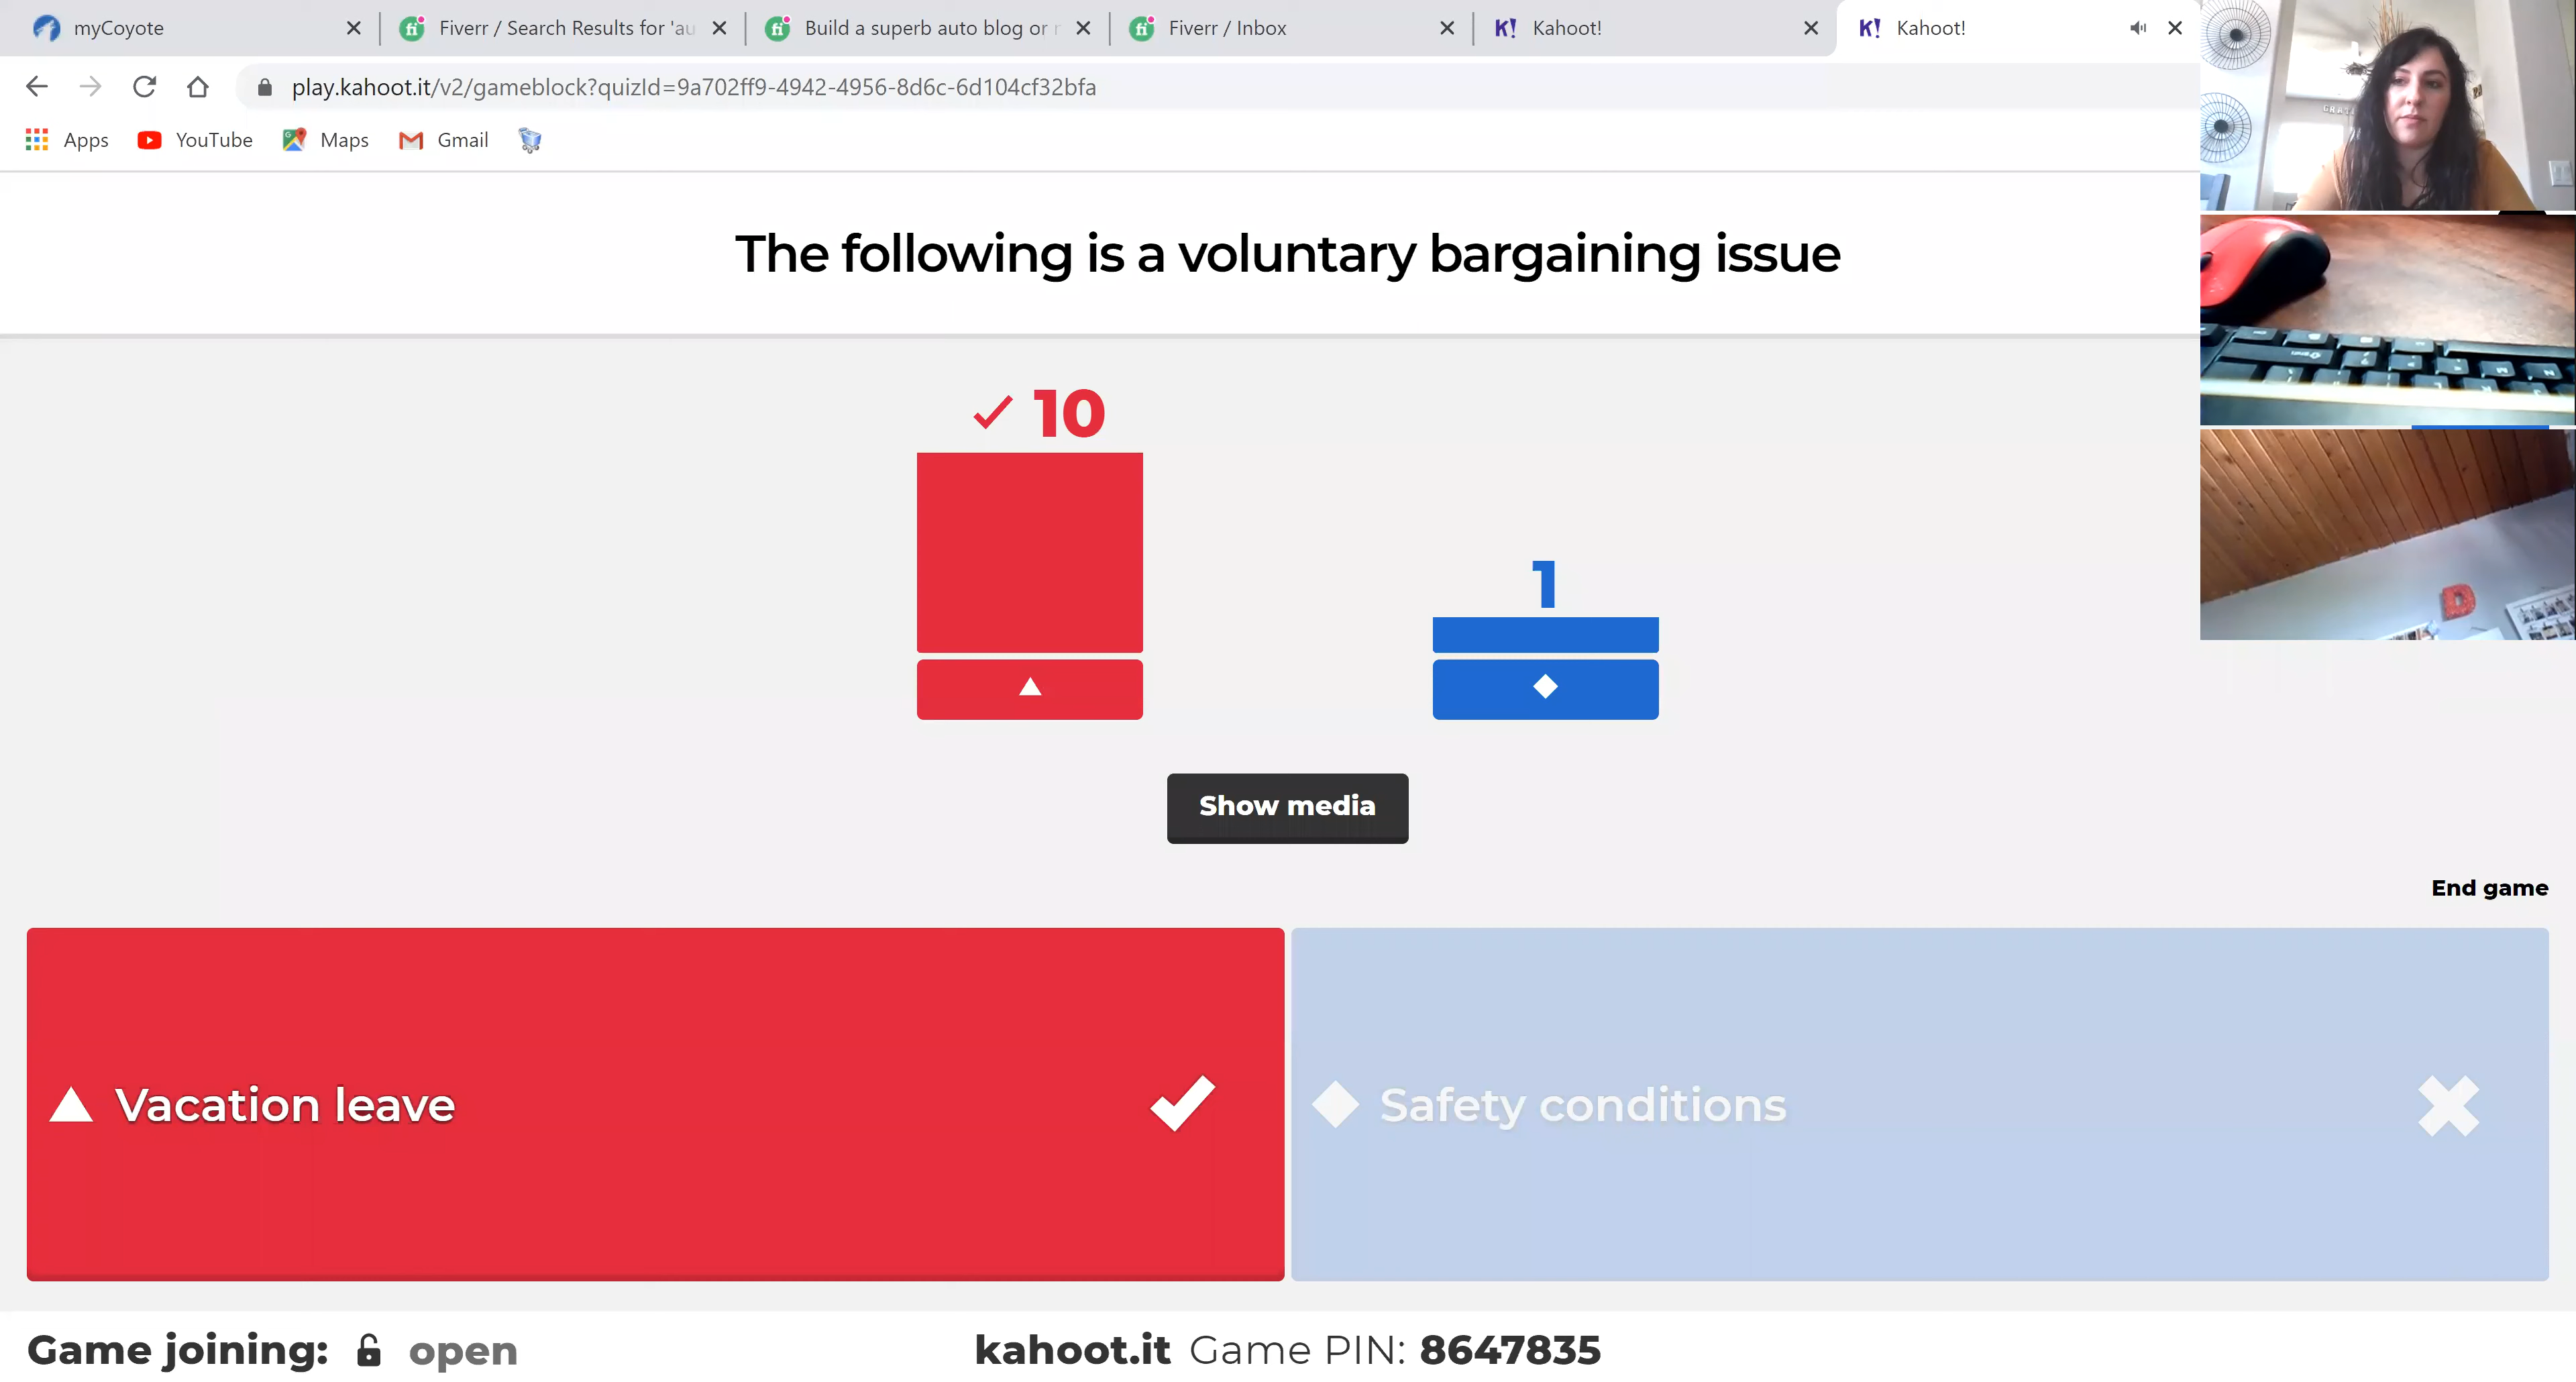 myCoyote
Fiverr / Search Results for 'au
Build a superb auto blog or
Fiverr / Inbox
K! Kahoot!
K! Kahoot!
play.kahoot.it/v2/gameblock?quizId=9a702ff9-4942-4956-8d6c-6d104cf32bfa
Apps
YouTube
Maps
Gmail
The following is a voluntary bargaining issue
10
1
Show media
End game
Vacation leave
Safety conditions
Game joining: open
kahoot.it Game PIN: 8647835
D